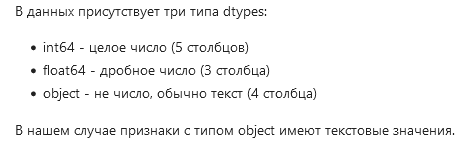 В данных присутствует три типа dtypes:
• int64 - целое число (5 столбцов)
• float64 - дробное число (3 столбца)
• object - не число, обычно текст (4 столбца)
В нашем случае признаки с типом object имеют текстовые значения.